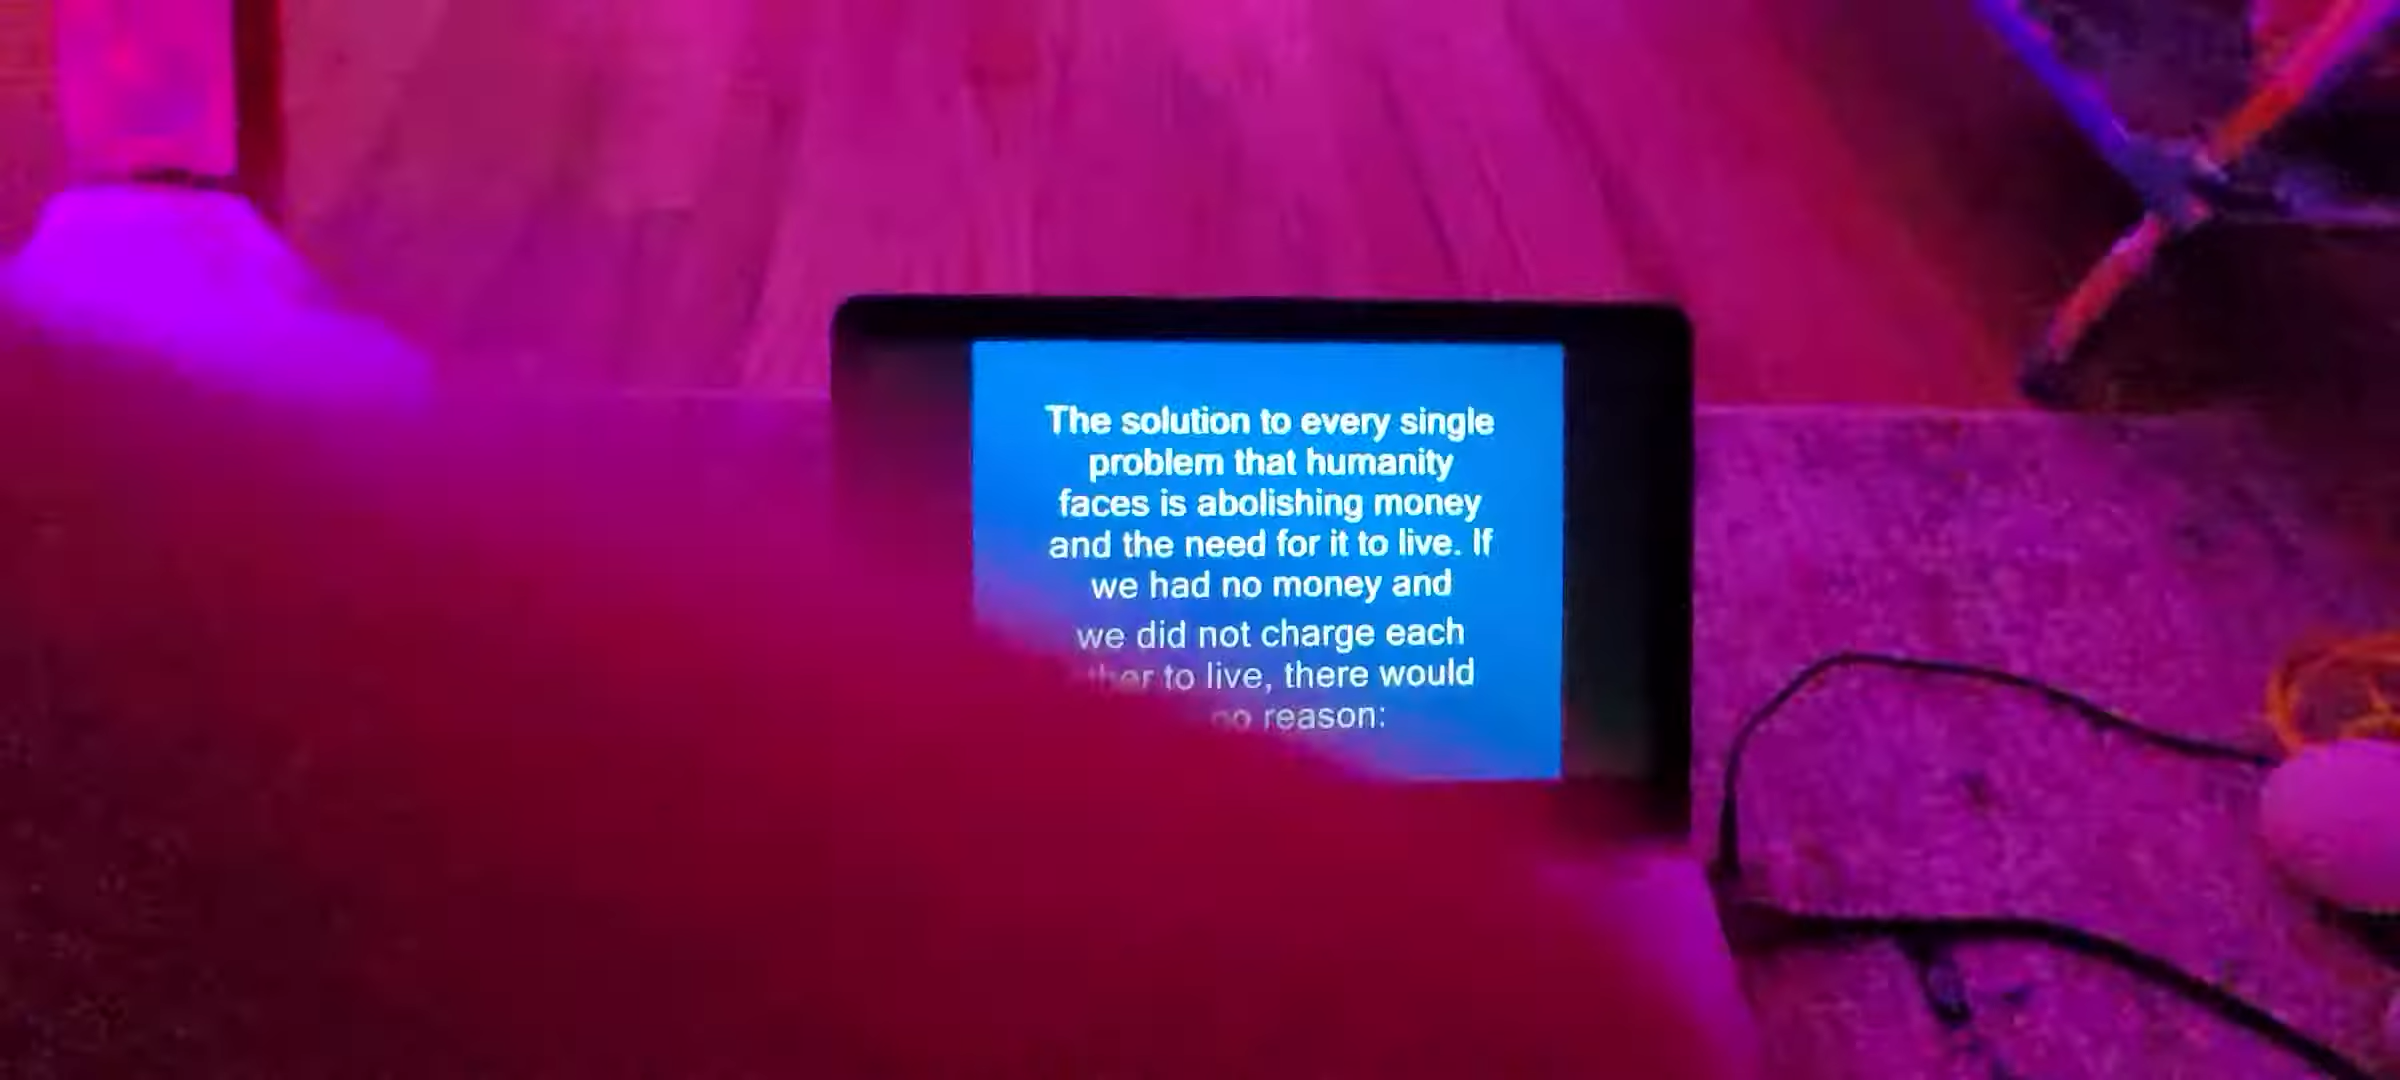 The solution to every single
problem that humanity
faces is abolishing money
and the need for it to live. If
we had no money and
we did not charge each
to live, there would
no reason: